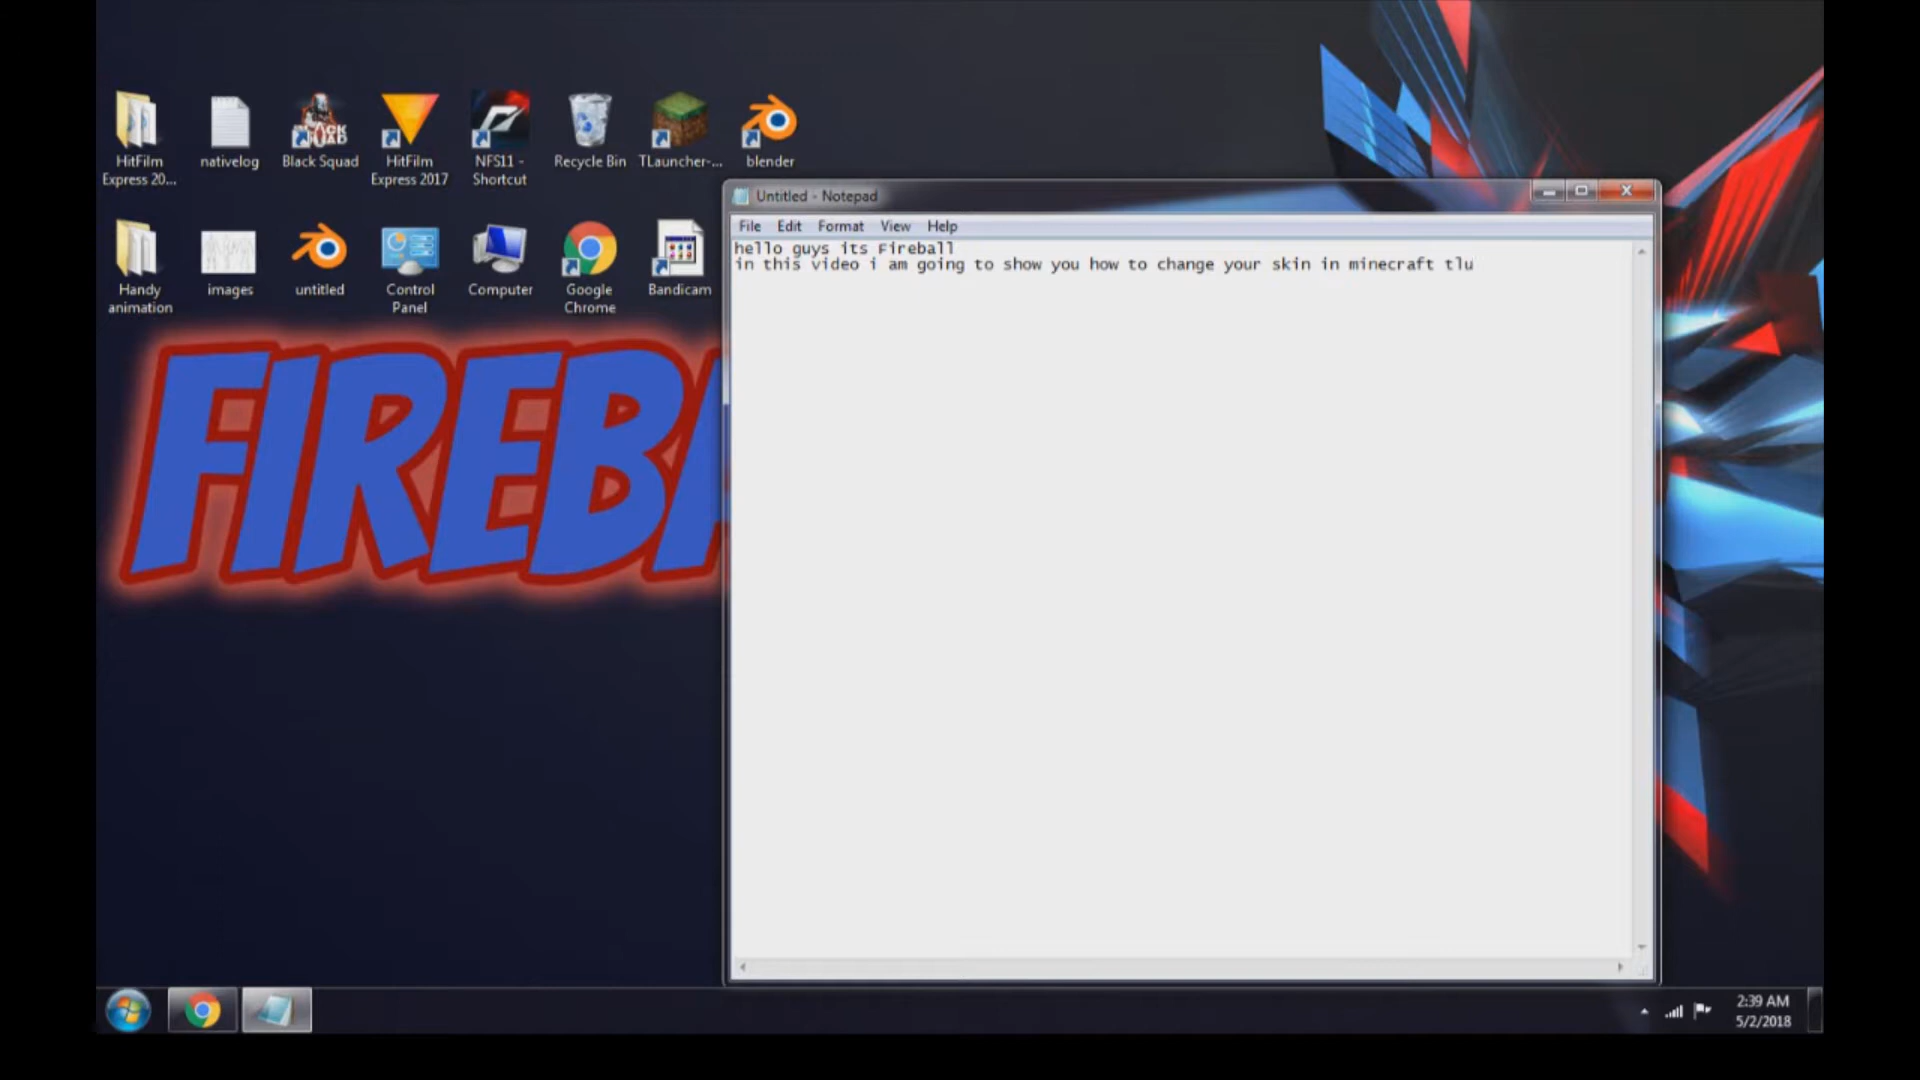 HitFilm
Express 20...
nativelog
Black Squad
HitFilm
Express 2017
NFS11 -
Shortcut
Recycle Bin
TLauncher-...
blender
Handy
animation
images
untitled
Control
Panel
Computer
Google
Chrome
Bandicam
FIREBA
Untitled - Notepad
File Edit Format View Help
hello guys its Fireball
in this video i am going to show you how to change your skin in minecraft tlu
2:39 AM
5/2/2018